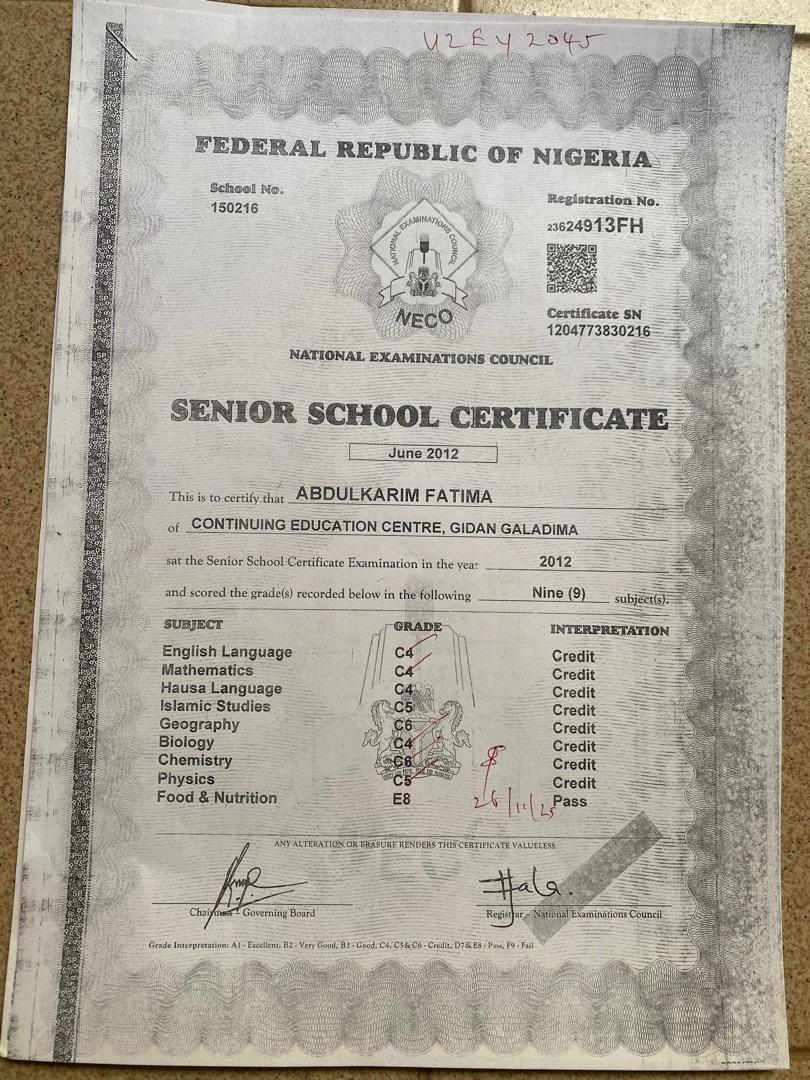 U2EY 2045
FEDERAL REPUBLIC OF NIGERIA
School No.
150216
Registration No.
23624913FH
NATIONAL EXAMINATIONS COUNCIL
NECO
Certificate SN
1204773830216
NATIONAL EXAMINATIONS COUNCIL
SENIOR SCHOOL CERTIFICATE
June 2012
This is to certify that ABDULKARIM FATIMA
of CONTINUING EDUCATION CENTRE, GIDAN GALADIMA
sat the Senior School Certificate Examination in the year 2012
and scored the grade(s) recorded below in the following Nine (9) subject(s).
SUBJECT GRADE INTERPRETATION
English Language C4 Credit
Mathematics C4 Credit
Hausa Language C4 Credit
Islamic Studies C5 Credit
Geography C6 Credit
Biology C4 Credit
Chemistry C6 Credit
Physics C5 Credit
Food & Nutrition E8 Pass
26/11/25
ANY ALTERATION OR ERASURE RENDERS THIS CERTIFICATE VALUELESS
Chairman - Governing Board
Registrar - National Examinations Council
Grade Interpretation: A1 - Excellent, B2 - Very Good, B3 - Good, C4, C5 & C6 - Credit, D7 & E8 - Pass, F9 - Fail